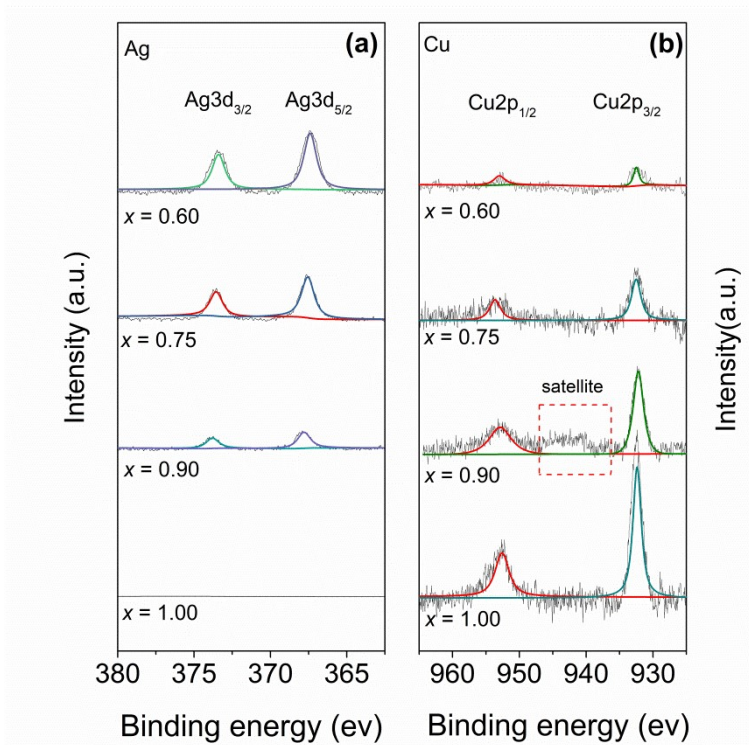 Ag
(a)
Ag3d3/2
Ag3d5/2
x = 0.60
x = 0.75
x = 0.90
x = 1.00
380
375
370
365
Binding energy (ev)
Intensity (a.u.)
Cu
(b)
Cu2p1/2
Cu2p3/2
x = 0.60
x = 0.75
satellite
x = 0.90
x = 1.00
960
950
940
930
Binding energy (ev)
Intensity(a.u.)